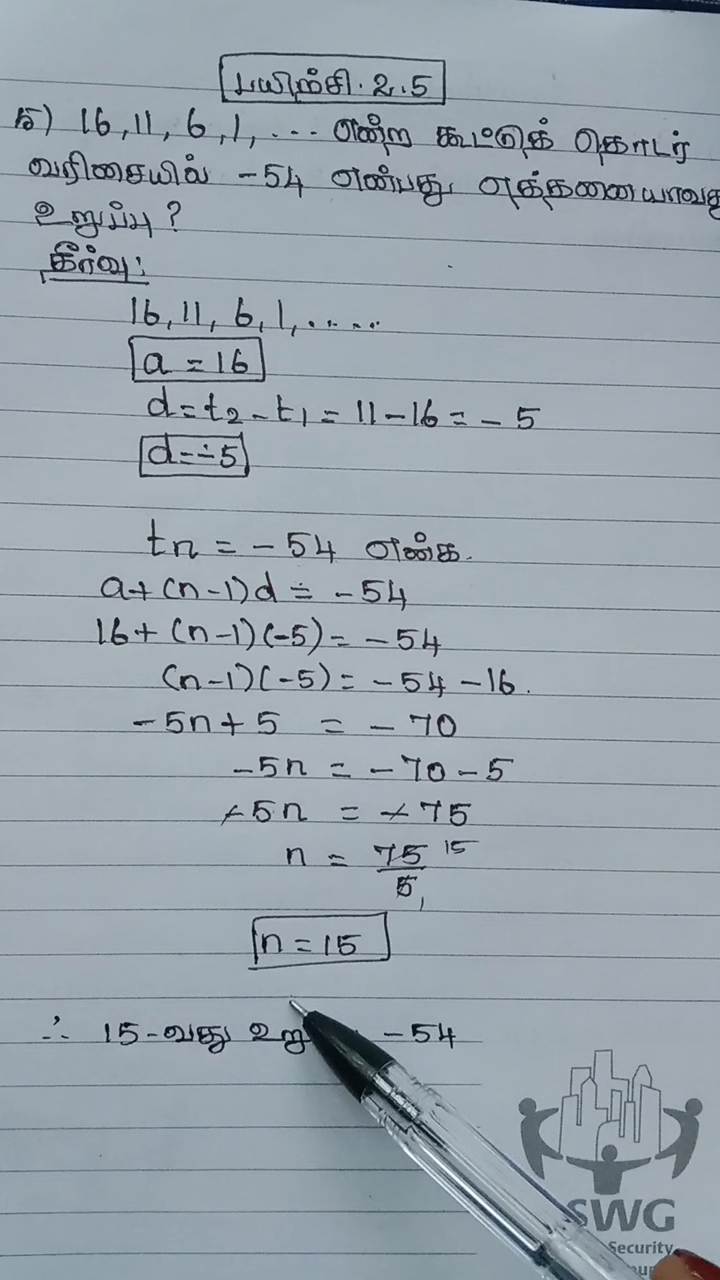 பயிற்சி. 2.5
5) 16, 11, 6, 1, ... என்ற கூட்டுத் தொடர்
வரிசையில் -54 என்பது எத்தனையாவது
உறுப்பு?
தீர்வு:
16, 11, 6, 1, .....
a = 16
d = t₂ - t₁ = 11 - 16 = -5
d = -5
tn = -54 என்க.
a + (n-1)d = -54
16 + (n-1)(-5) = -54
(n-1)(-5) = -54 - 16.
-5n + 5 = -70
-5n = -70 - 5
-5n = -75
n = 75/5 15 1
n = 15
∴ 15-வது உறு -54
SWG
Security